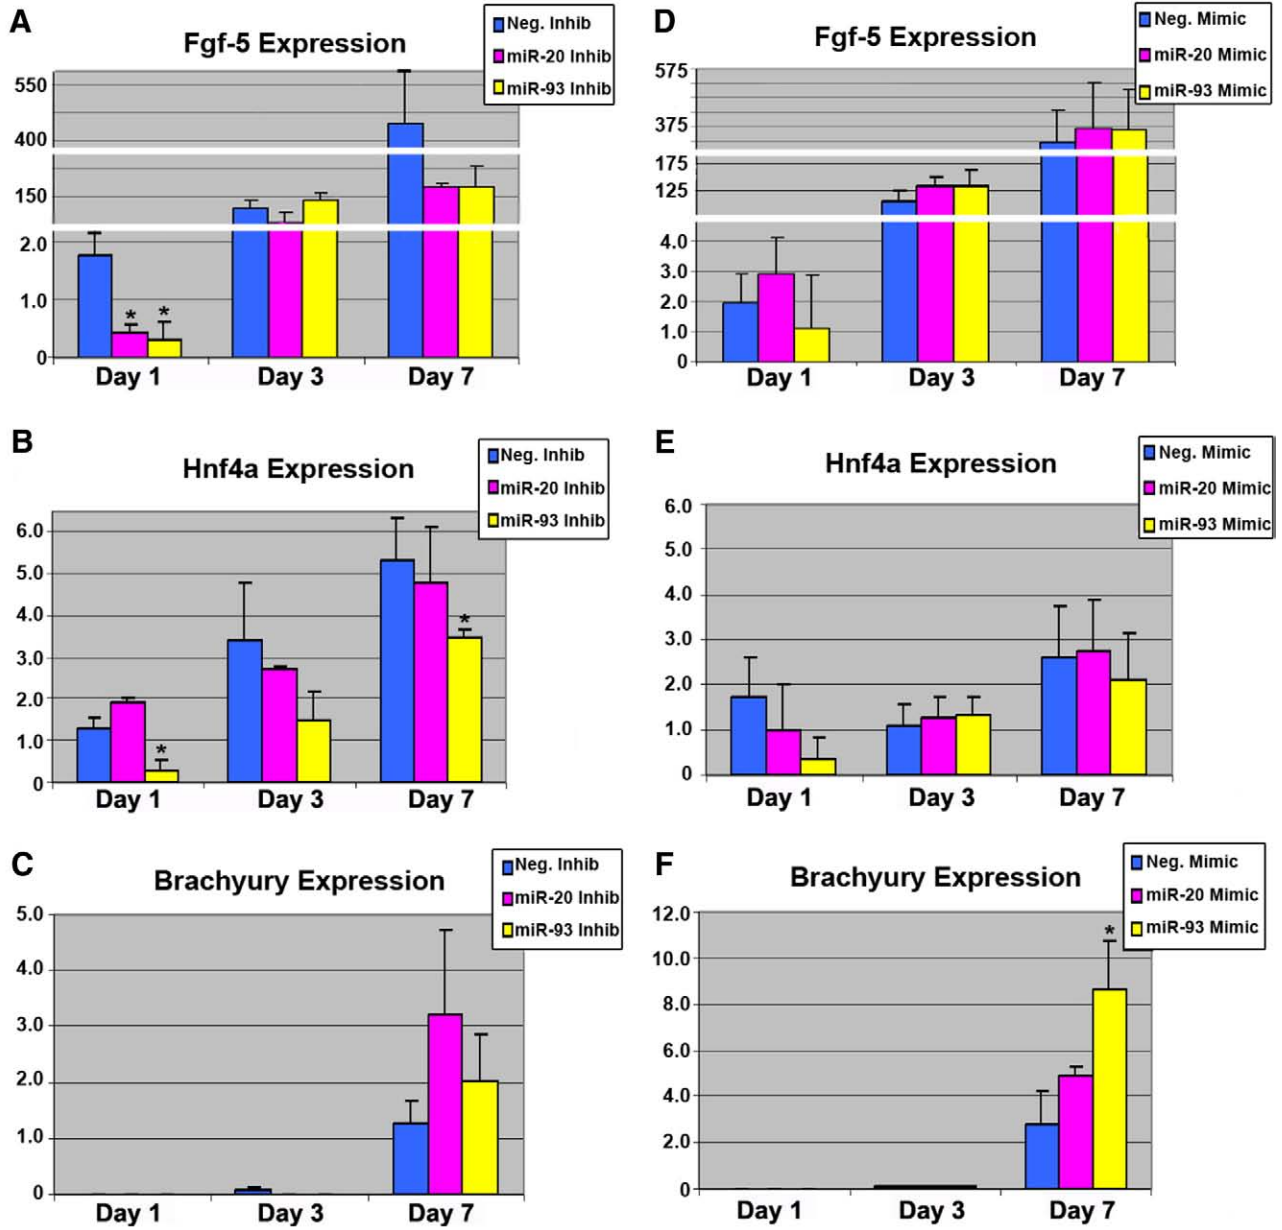 A
Fgf-5 Expression
Neg. Inhib
miR-20 Inhib
miR-93 Inhib
550
400
150
2.0
1.0
0
*
*
Day 1 Day 3 Day 7
D
Fgf-5 Expression
Neg. Mimic
miR-20 Mimic
miR-93 Mimic
575
375
175
125
4.0
3.0
2.0
1.0
0
Day 1 Day 3 Day 7
B
Hnf4a Expression
Neg. Inhib
miR-20 Inhib
miR-93 Inhib
6.0
5.0
4.0
3.0
2.0
1.0
0
*
*
Day 1 Day 3 Day 7
E
Hnf4a Expression
Neg. Mimic
miR-20 Mimic
miR-93 Mimic
6.0
5.0
4.0
3.0
2.0
1.0
0
Day 1 Day 3 Day 7
C
Brachyury Expression
Neg. Inhib
miR-20 Inhib
miR-93 Inhib
5.0
4.0
3.0
2.0
1.0
0
Day 1 Day 3 Day 7
F
Brachyury Expression
Neg. Mimic
miR-20 Mimic
miR-93 Mimic
12.0
10.0
8.0
6.0
4.0
2.0
0
*
Day 1 Day 3 Day 7